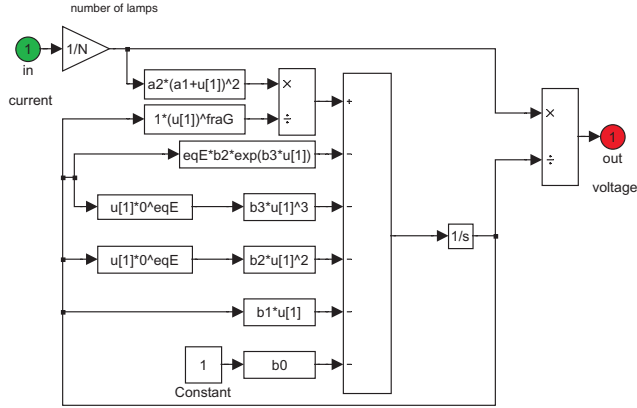 number of lamps
1
1/N
in
current
a2*(a1+u[1])^2
×
÷
1*(u[1])^fraG
+
eqE*b2*exp(b3*u[1])
−
u[1]*0^eqE
b3*u[1]^3
−
u[1]*0^eqE
b2*u[1]^2
−
b1*u[1]
−
1
Constant
b0
−
1/s
×
÷
1
out
voltage